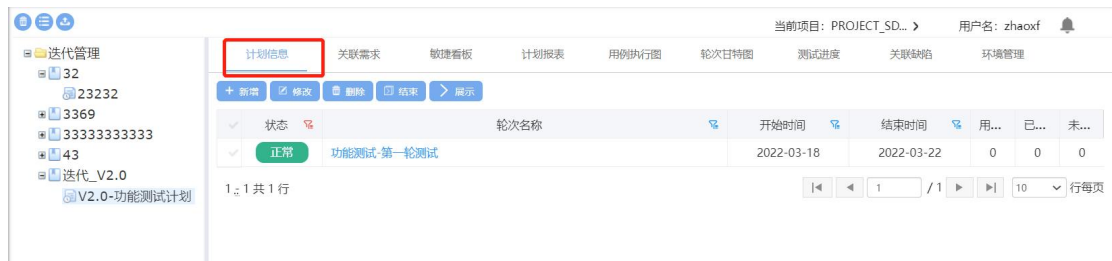 当前项目: PROJECT_SD... > 用户名: zhaoxf
迭代管理
32
23232
3369
33333333333
43
迭代_V2.0
V2.0-功能测试计划
计划信息 关联需求 敏捷看板 计划报表 用例执行图 轮次甘特图 测试进度 关联缺陷 环境管理
+ 新增 修改 删除 结束 > 展示
状态 轮次名称 开始时间 结束时间 用... 已... 未...
正常 功能测试-第一轮测试 2022-03-18 2022-03-22 0 0 0
1 - 1 共 1 行 1 / 1 10 行每页